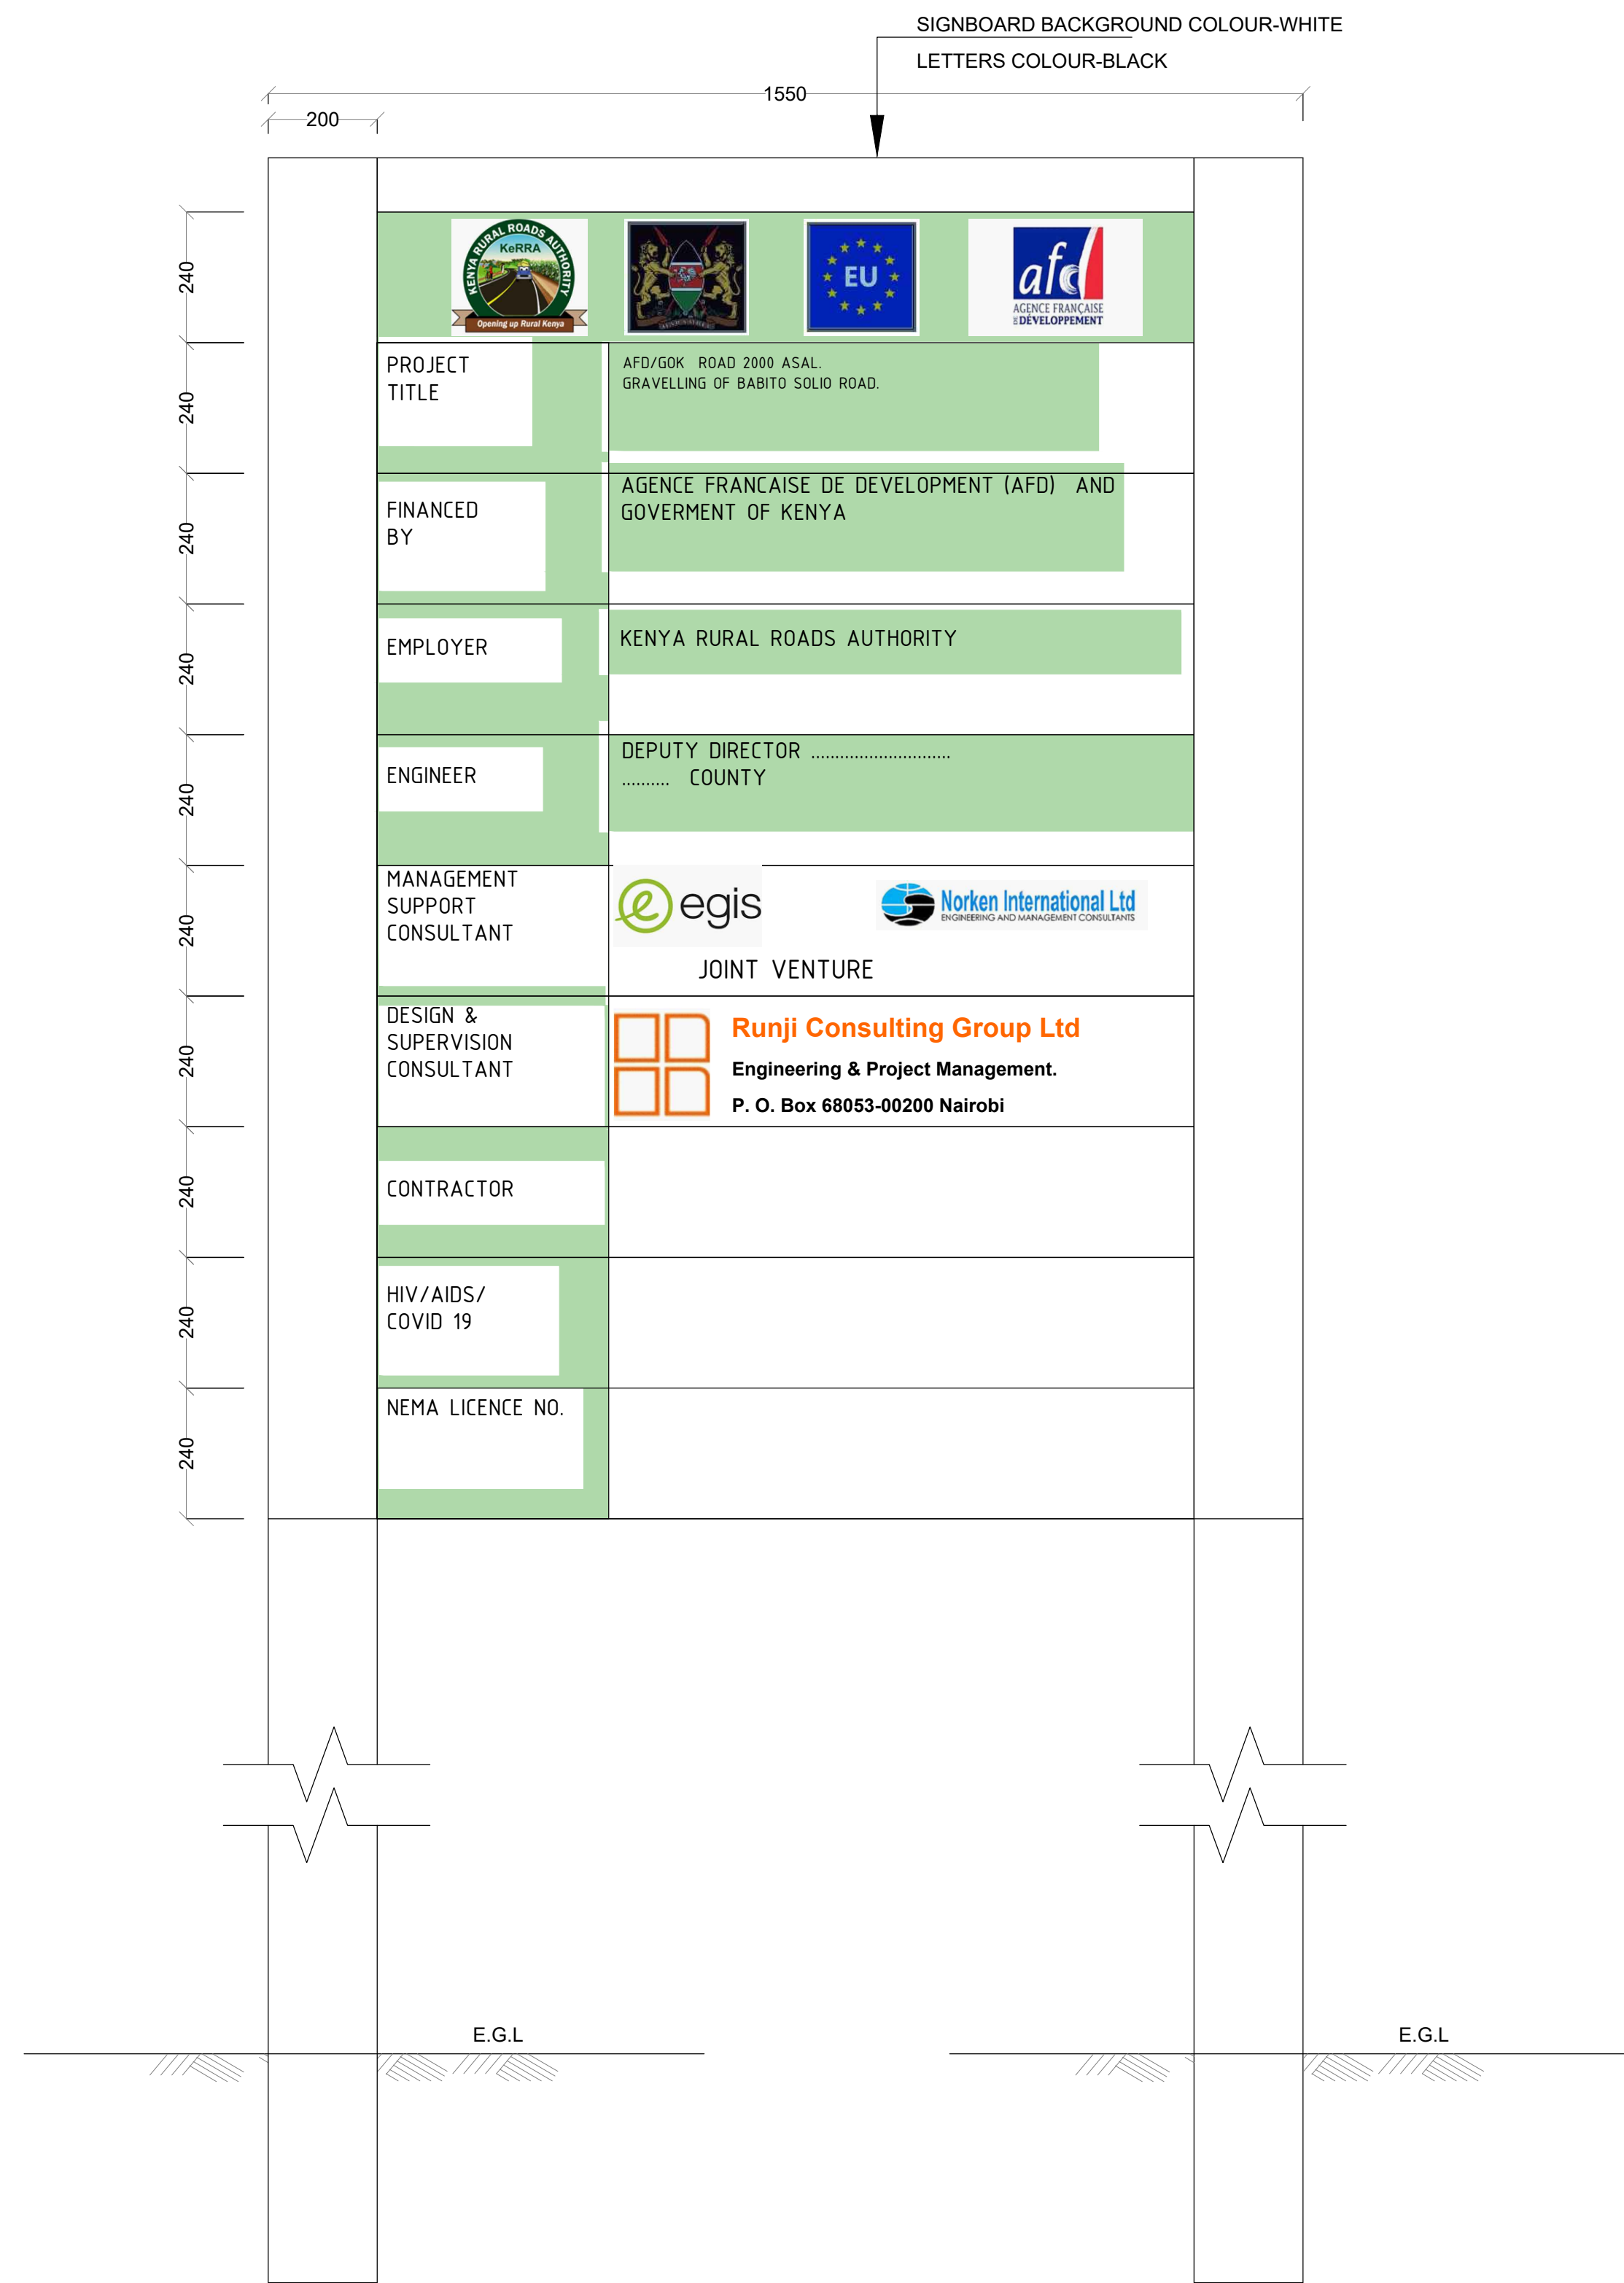 SIGNBOARD BACKGROUND COLOUR-WHITE
LETTERS COLOUR-BLACK
1550
200
240
KENYA RURAL ROADS AUTHORITY
KeRRA
Opening up Rural Kenya
EU
afd
AGENCE FRANÇAISE
DE DÉVELOPPEMENT
240
PROJECT
TITLE
AFD/GOK ROAD 2000 ASAL.
GRAVELLING OF BABITO SOLIO ROAD.
240
FINANCED
BY
AGENCE FRANCAISE DE DEVELOPMENT (AFD) AND
GOVERMENT OF KENYA
240
EMPLOYER
KENYA RURAL ROADS AUTHORITY
240
ENGINEER
DEPUTY DIRECTOR .............................
.......... COUNTY
240
MANAGEMENT
SUPPORT
CONSULTANT
e egis
Norken International Ltd
ENGINEERING AND MANAGEMENT CONSULTANTS
JOINT VENTURE
240
DESIGN &
SUPERVISION
CONSULTANT
Runji Consulting Group Ltd
Engineering & Project Management.
P. O. Box 68053-00200 Nairobi
240
CONTRACTOR
240
HIV/AIDS/
COVID 19
240
NEMA LICENCE NO.
E.G.L
E.G.L